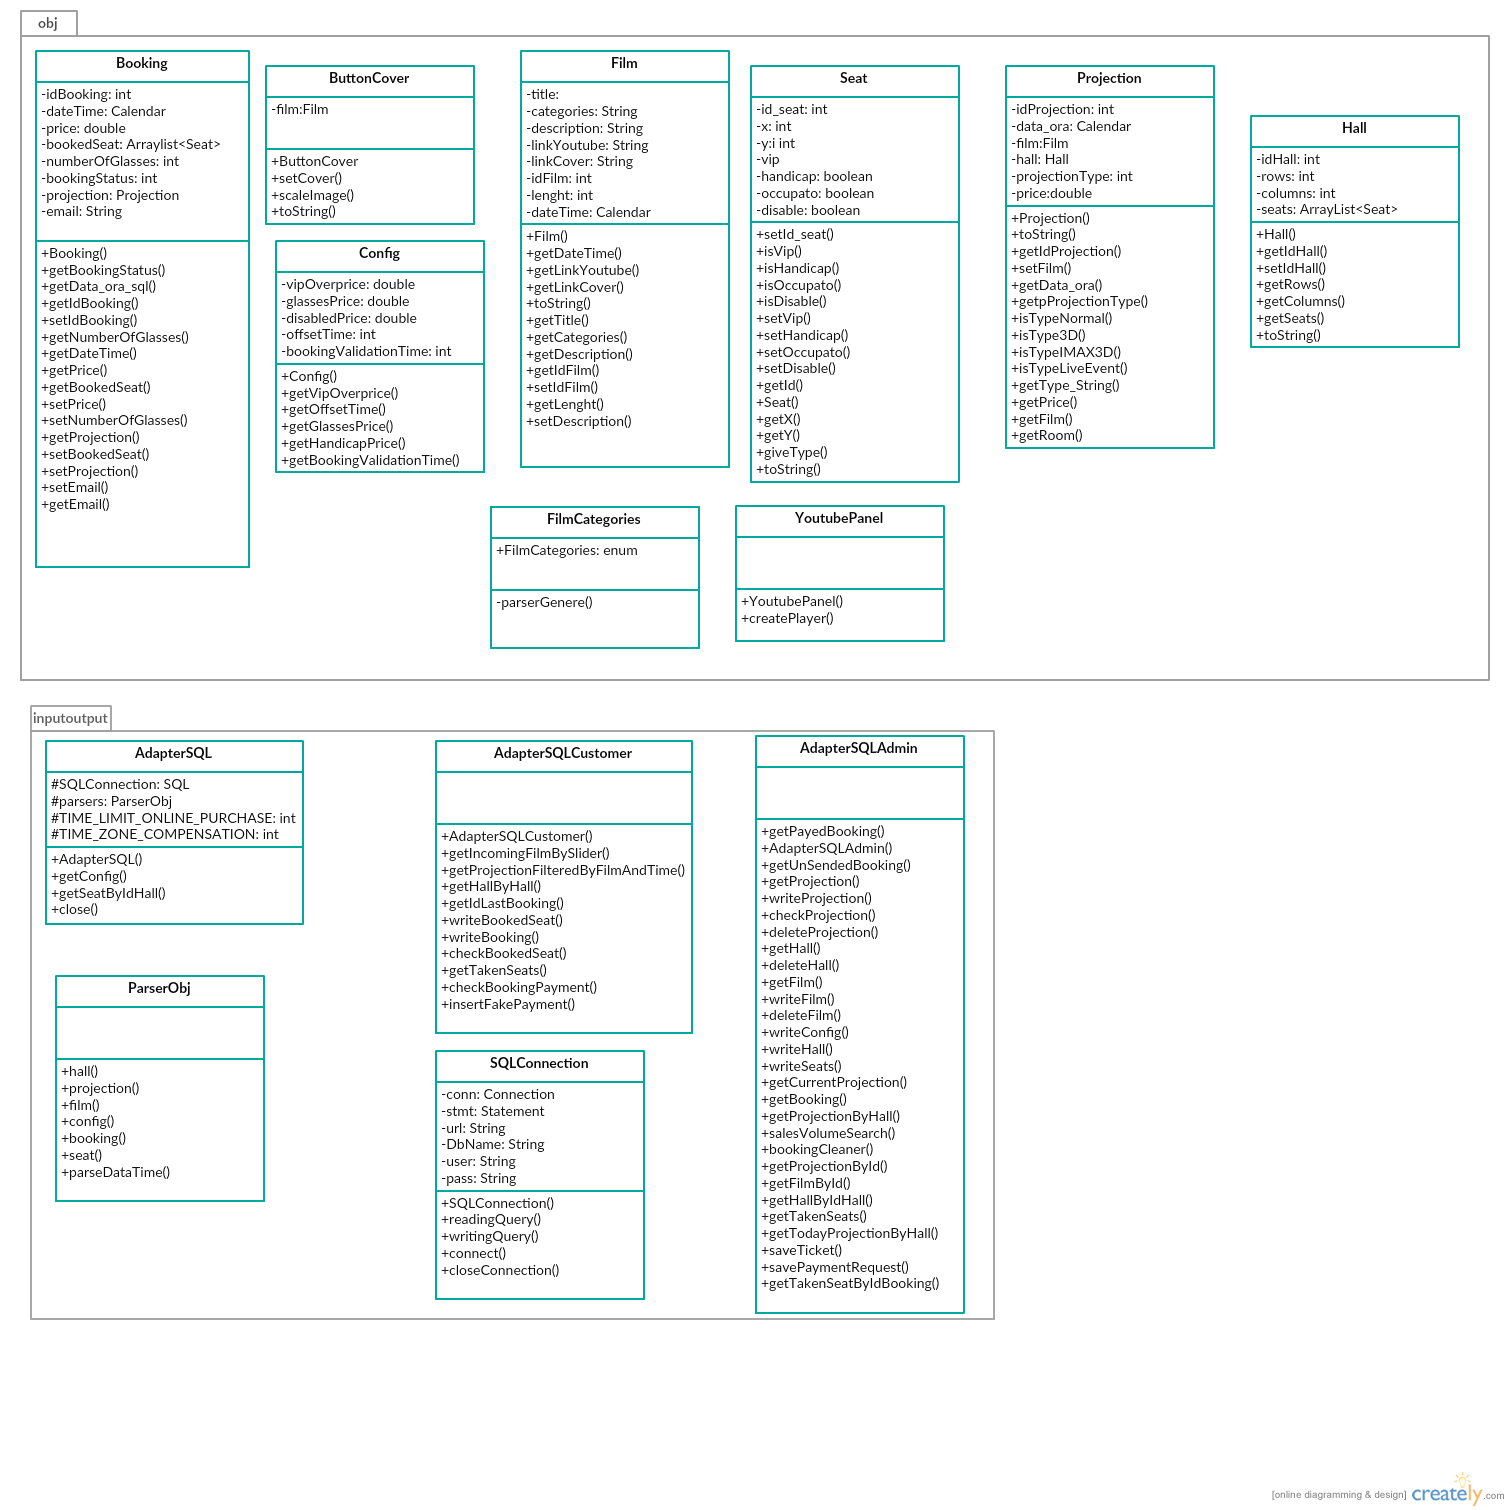 obj
Booking
-idBooking: int
-dateTime: Calendar
-price: double
-bookedSeat: Arraylist<Seat>
-numberOfGlasses: int
-bookingStatus: int
-projection: Projection
-email: String
+Booking()
+getBookingStatus()
+getData_ora_sql()
+getIdBooking()
+setIdBooking()
+getNumberOfGlasses()
+getDateTime()
+getPrice()
+getBookedSeat()
+setPrice()
+setNumberOfGlasses()
+getProjection()
+setBookedSeat()
+setProjection()
+setEmail()
+getEmail()
ButtonCover
-film:Film
+ButtonCover
+setCover()
+scaleImage()
+toString()
Config
-vipOverprice: double
-glassesPrice: double
-disabledPrice: double
-offsetTime: int
-bookingValidationTime: int
+Config()
+getVipOverprice()
+getOffsetTime()
+getGlassesPrice()
+getHandicapPrice()
+getBookingValidationTime()
Film
-title:
-categories: String
-description: String
-linkYoutube: String
-linkCover: String
-idFilm: int
-lenght: int
-dateTime: Calendar
+Film()
+getDateTime()
+getLinkYoutube()
+getLinkCover()
+toString()
+getTitle()
+getCategories()
+getDescription()
+getIdFilm()
+setIdFilm()
+getLenght()
+setDescription()
Seat
-id_seat: int
-x: int
-y:i int
-vip
-handicap: boolean
-occupato: boolean
-disable: boolean
+setId_seat()
+isVip()
+isHandicap()
+isOccupato()
+isDisable()
+setVip()
+setHandicap()
+setOccupato()
+setDisable()
+getId()
+Seat()
+getX()
+getY()
+giveType()
+toString()
Projection
-idProjection: int
-data_ora: Calendar
-film:Film
-hall: Hall
-projectionType: int
-price:double
+Projection()
+toString()
+getIdProjection()
+setFilm()
+getData_ora()
+getpProjectionType()
+isTypeNormal()
+isType3D()
+isTypeIMAX3D()
+isTypeLiveEvent()
+getType_String()
+getPrice()
+getFilm()
+getRoom()
Hall
-idHall: int
-rows: int
-columns: int
-seats: ArrayList<Seat>
+Hall()
+getIdHall()
+setIdHall()
+getRows()
+getColumns()
+getSeats()
+toString()
FilmCategories
+FilmCategories: enum
-parserGenere()
YoutubePanel
+YoutubePanel()
+createPlayer()
inputoutput
AdapterSQL
#SQLConnection: SQL
#parsers: ParserObj
#TIME_LIMIT_ONLINE_PURCHASE: int
#TIME_ZONE_COMPENSATION: int
+AdapterSQL()
+getConfig()
+getSeatByIdHall()
+close()
ParserObj
+hall()
+projection()
+film()
+config()
+booking()
+seat()
+parseDataTime()
AdapterSQLCustomer
+AdapterSQLCustomer()
+getIncomingFilmBySlider()
+getProjectionFilteredByFilmAndTime()
+getHallByHall()
+getIdLastBooking()
+writeBookedSeat()
+writeBooking()
+checkBookedSeat()
+getTakenSeats()
+checkBookingPayment()
+insertFakePayment()
SQLConnection
-conn: Connection
-stmt: Statement
-url: String
-DbName: String
-user: String
-pass: String
+SQLConnection()
+readingQuery()
+writingQuery()
+connect()
+closeConnection()
AdapterSQLAdmin
+getPayedBooking()
+AdapterSQLAdmin()
+getUnSendedBooking()
+getProjection()
+writeProjection()
+checkProjection()
+deleteProjection()
+getHall()
+deleteHall()
+getFilm()
+writeFilm()
+deleteFilm()
+writeConfig()
+writeHall()
+writeSeats()
+getCurrentProjection()
+getBooking()
+getProjectionByHall()
+salesVolumeSearch()
+bookingCleaner()
+getProjectionById()
+getFilmById()
+getHallByIdHall()
+getTakenSeats()
+getTodayProjectionByHall()
+saveTicket()
+savePaymentRequest()
+getTakenSeatByIdBooking()
[online diagramming & design] creately.com